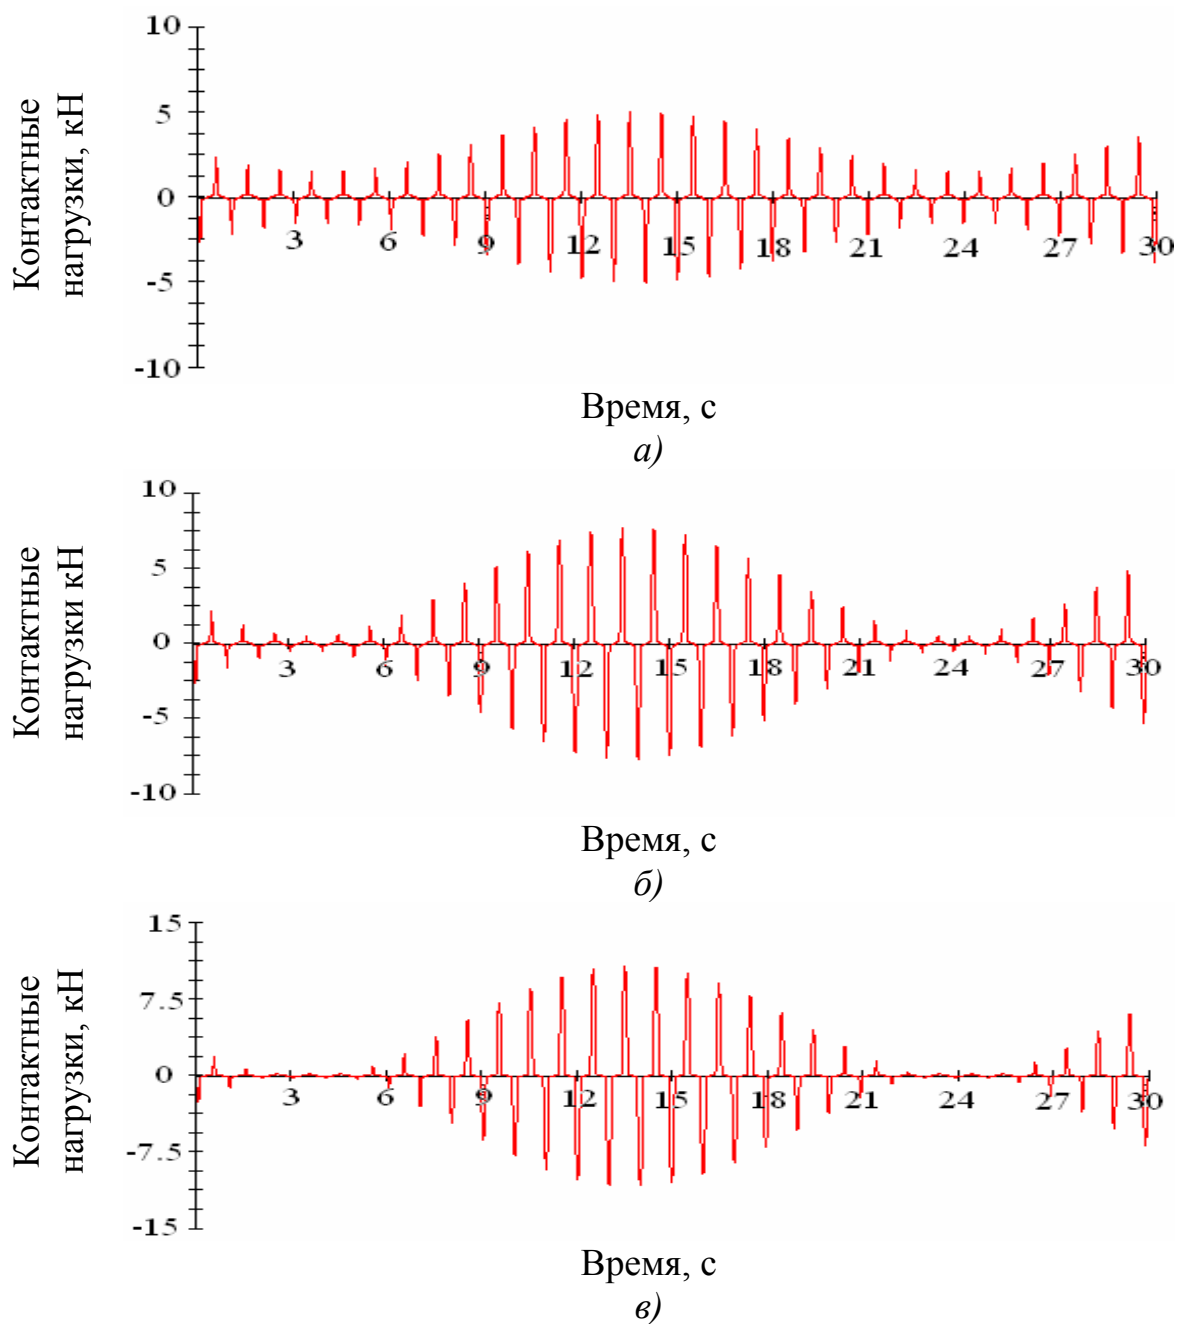 10
5
0
-5
-10
3 6 9 12 15 18 21 24 27 30
Контактные
нагрузки, кН
Время, с
а)
10
5
0
-5
-10
3 6 9 12 15 18 21 24 27 30
Контактные
нагрузки кН
Время, с
б)
15
7.5
0
-7.5
-15
3 6 9 12 15 18 21 24 27 30
Контактные
нагрузки, кН
Время, с
в)